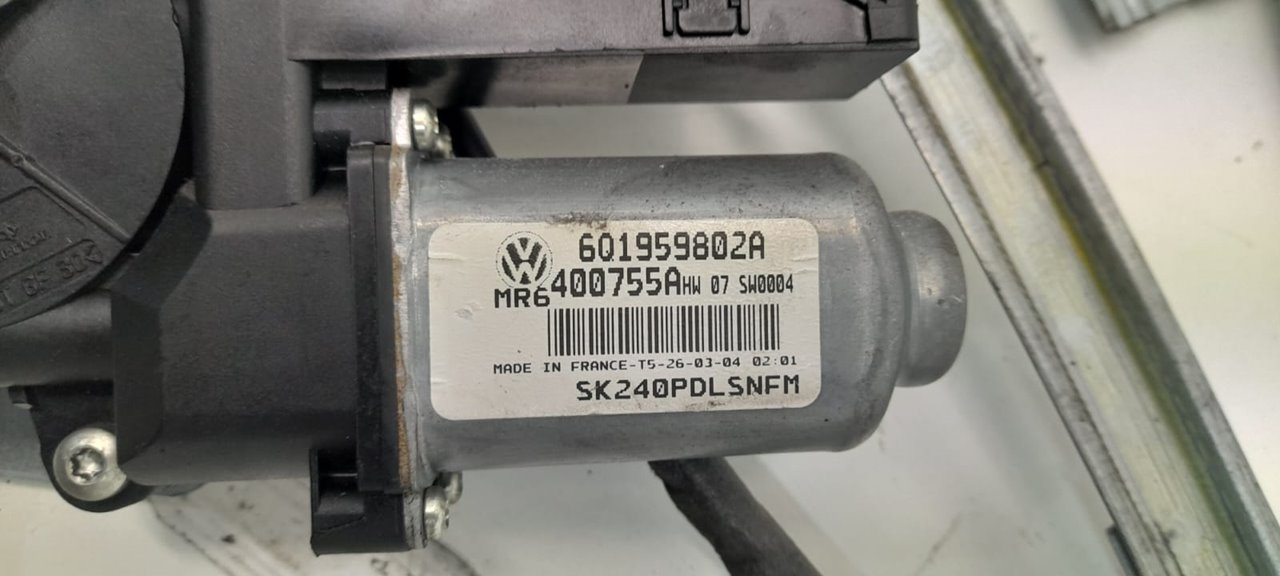 6Q1959802A
MR6400755A HW 07 SW0004
MADE IN FRANCE-T5-26-03-04 02:01
SK240PDLSNFM